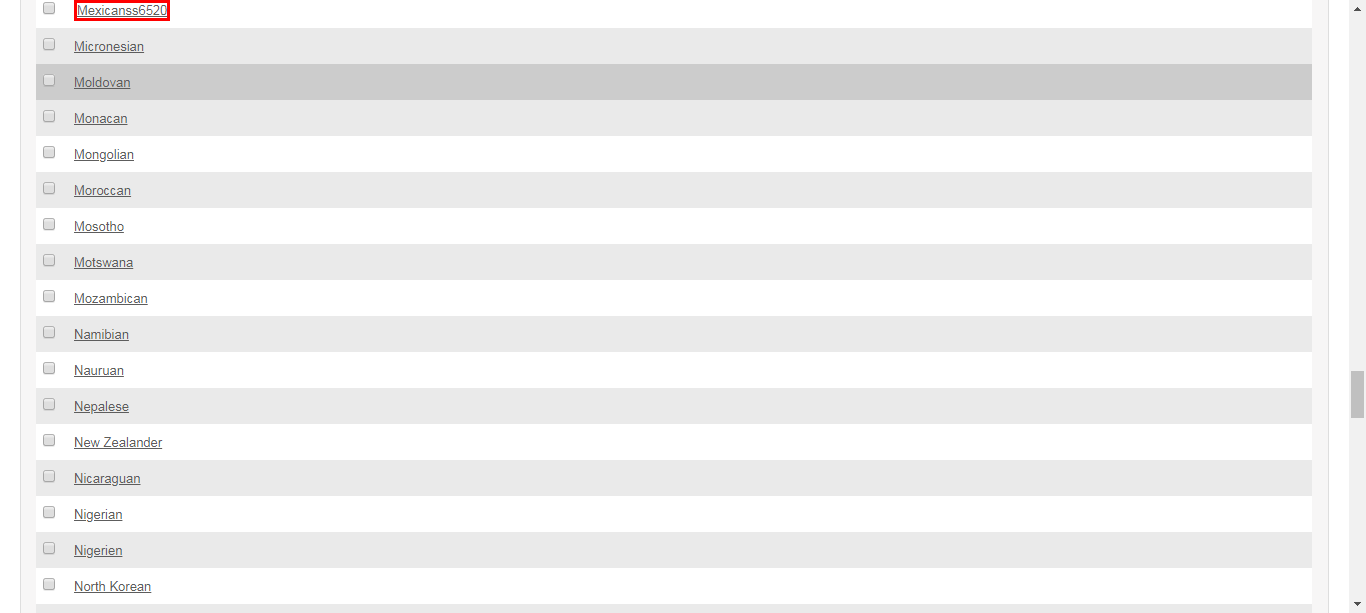 Mexicanss6520
Micronesian
Moldovan
Monacan
Mongolian
Moroccan
Mosotho
Motswana
Mozambican
Namibian
Nauruan
Nepalese
New Zealander
Nicaraguan
Nigerian
Nigerien
North Korean